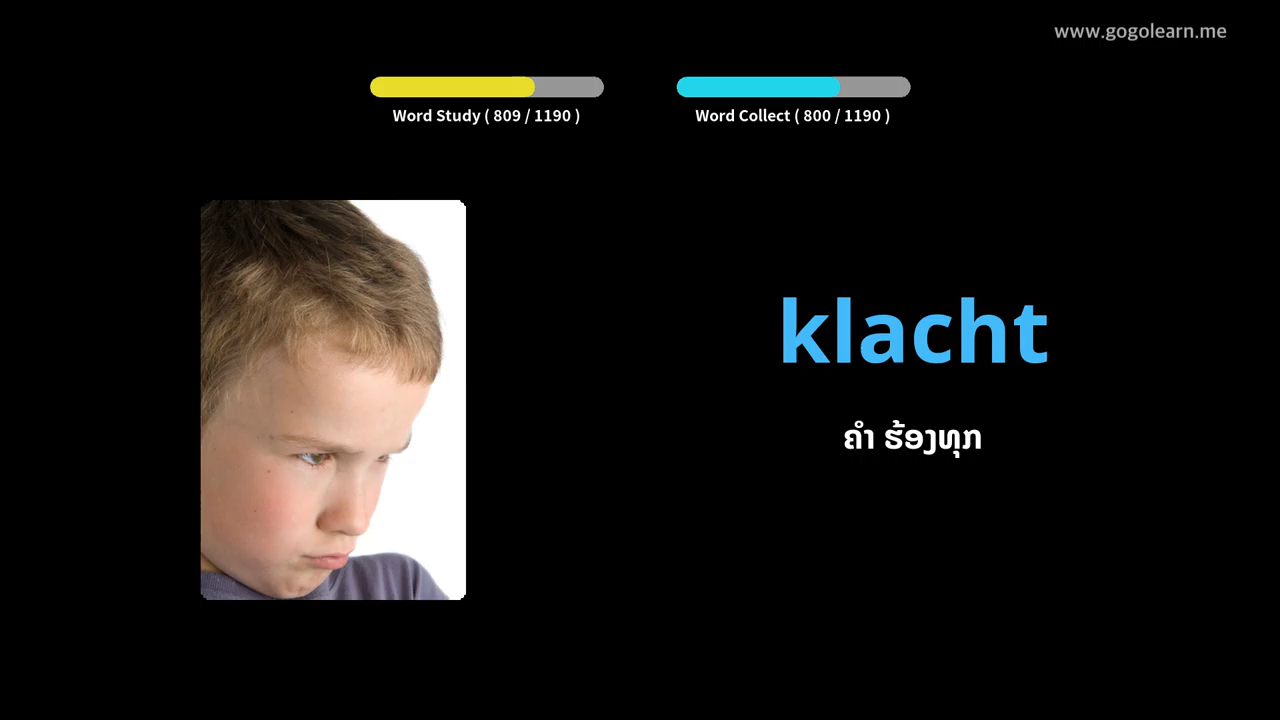 www.gogolearn.me
Word Study ( 809 / 1190 )
Word Collect ( 800 / 1190 )
klacht
ຄຳ ຮ້ອງທຸກ